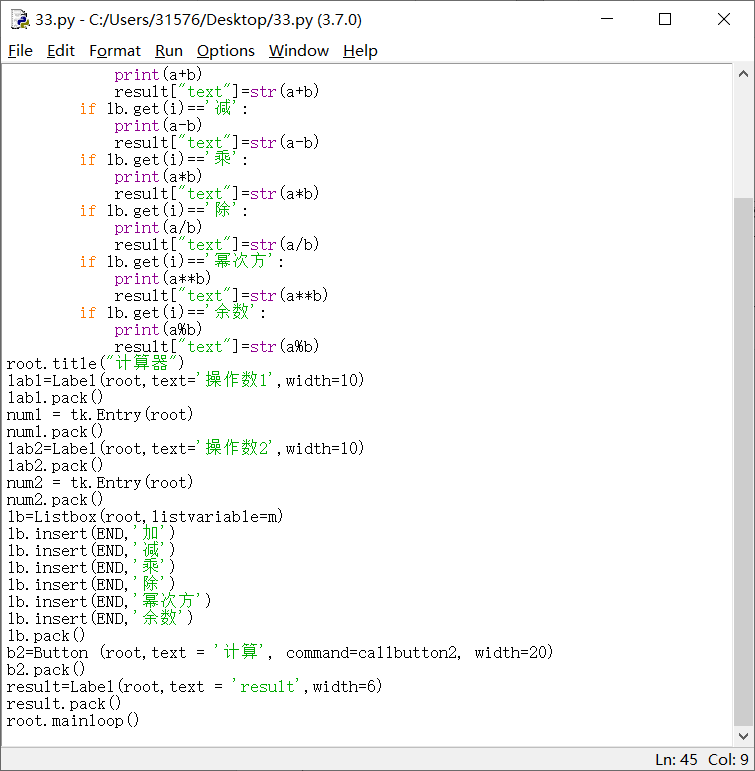 33.py - C:/Users/31576/Desktop/33.py (3.7.0)
File Edit Format Run Options Window Help
            print(a+b)
            result["text"]=str(a+b)
        if lb.get(i)=='减':
            print(a-b)
            result["text"]=str(a-b)
        if lb.get(i)=='乘':
            print(a*b)
            result["text"]=str(a*b)
        if lb.get(i)=='除':
            print(a/b)
            result["text"]=str(a/b)
        if lb.get(i)=='幂次方':
            print(a**b)
            result["text"]=str(a**b)
        if lb.get(i)=='余数':
            print(a%b)
            result["text"]=str(a%b)
root.title("计算器")
lab1=Label(root,text='操作数1',width=10)
lab1.pack()
num1 = tk.Entry(root)
num1.pack()
lab2=Label(root,text='操作数2',width=10)
lab2.pack()
num2 = tk.Entry(root)
num2.pack()
lb=Listbox(root,listvariable=m)
lb.insert(END,'加')
lb.insert(END,'减')
lb.insert(END,'乘')
lb.insert(END,'除')
lb.insert(END,'幂次方')
lb.insert(END,'余数')
lb.pack()
b2=Button (root,text = '计算', command=callbutton2, width=20)
b2.pack()
result=Label(root,text = 'result',width=6)
result.pack()
root.mainloop()
Ln: 45 Col: 9